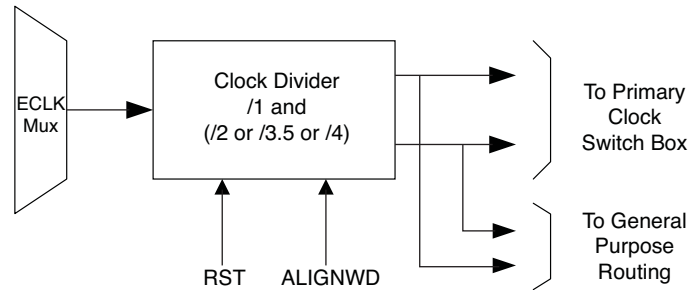 ECLK
Mux
Clock Divider
/1 and
(/2 or /3.5 or /4)
To Primary
Clock
Switch Box
To General
Purpose
Routing
RST
ALIGNWD